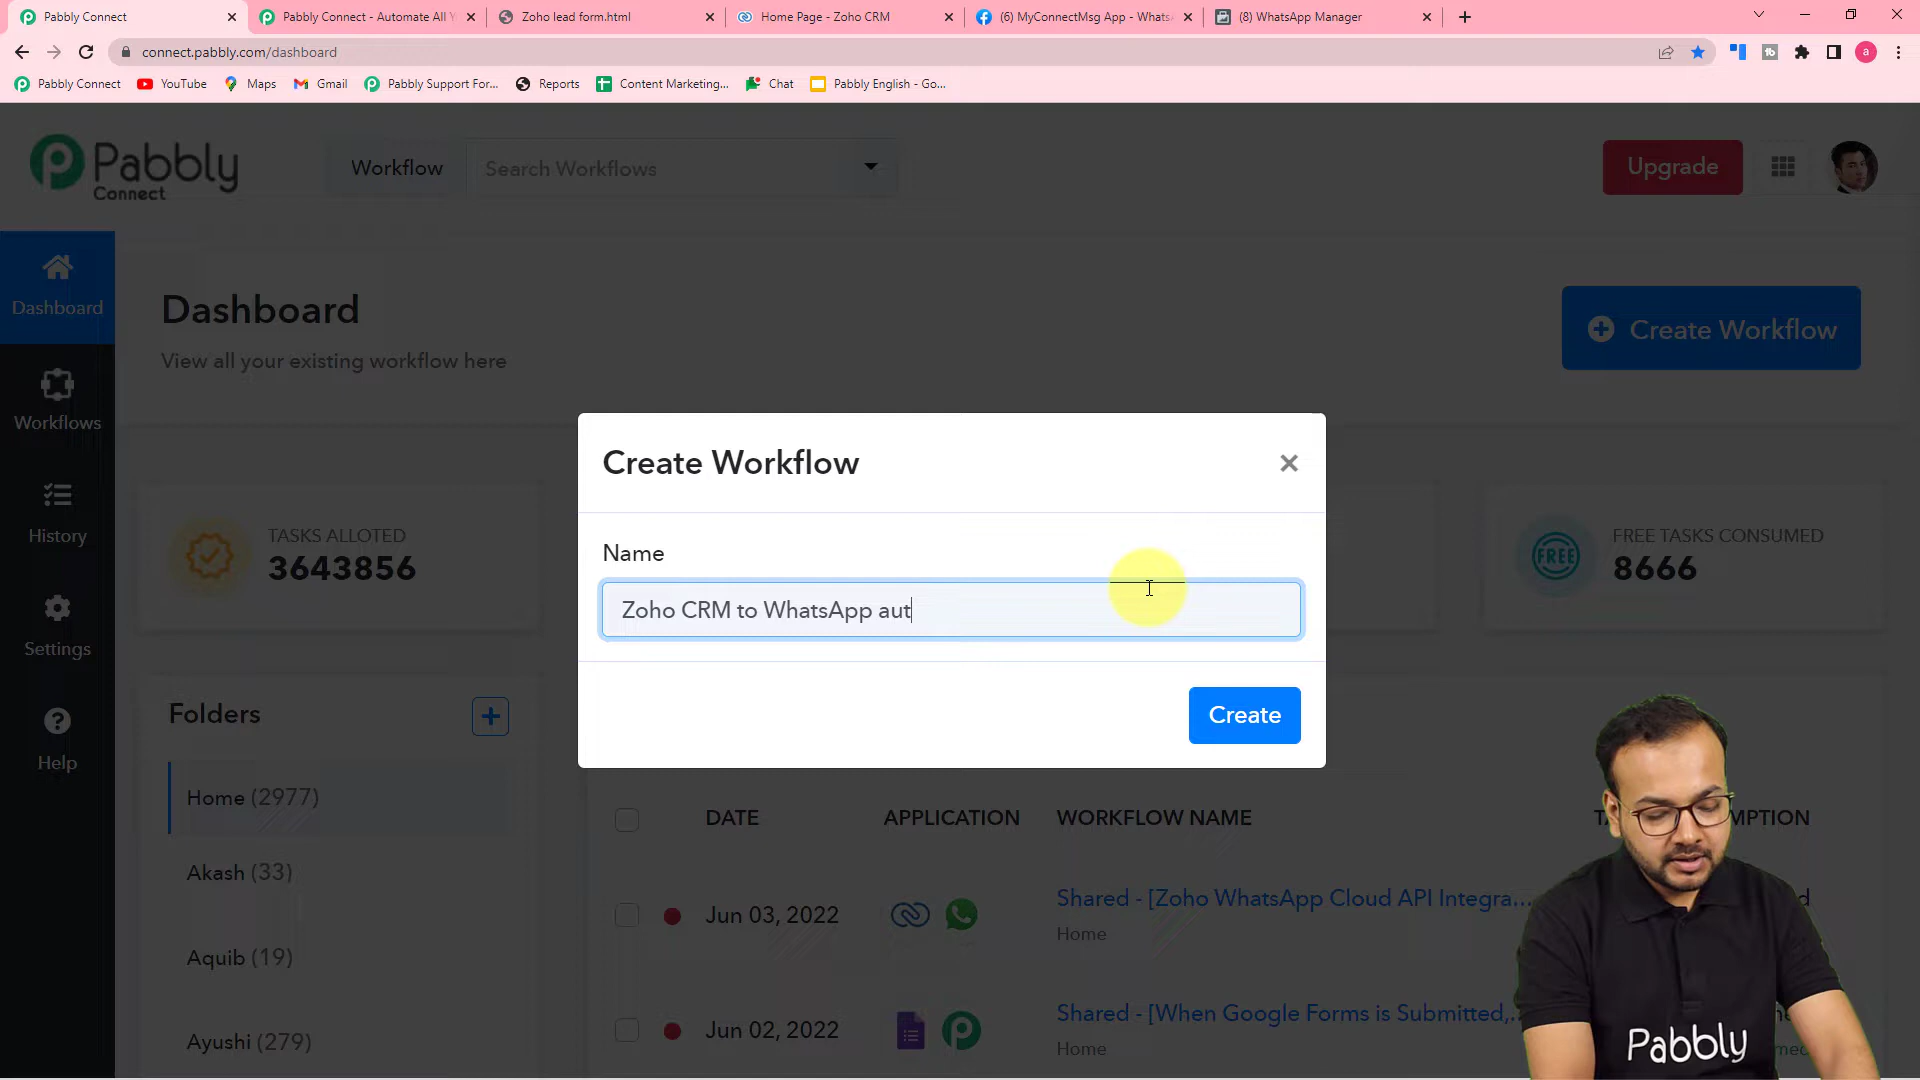 Pabbly Connect
Pabbly Connect - Automate All Y
Zoho lead form.html
Home Page - Zoho CRM
(6) MyConnectMsg App - Whats
(8) WhatsApp Manager
connect.pabbly.com/dashboard
a
Pabbly Connect
YouTube
Maps
Gmail
Pabbly Support For...
Reports
Content Marketing...
Chat
Pabbly English - Go...
Pabbly
Connect
Workflow
Search Workflows
Upgrade
Dashboard
Workflows
History
Settings
Help
Dashboard
View all your existing workflow here
Create Workflow
TASKS ALLOTED
3643856
FREE TASKS CONSUMED
FREE
8666
Create Workflow
Name
Zoho CRM to WhatsApp aut
Create
Folders
Home (2977)
Akash (33)
Aquib (19)
Ayushi (279)
DATE
APPLICATION
WORKFLOW NAME
MPTION
Jun 03, 2022
Shared - [Zoho WhatsApp Cloud API Integra...
Home
Jun 02, 2022
Shared - [When Google Forms is Submitted,...
Home
Pabbly